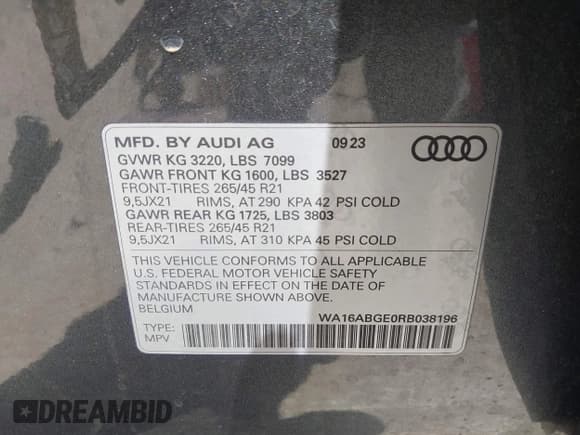 MFD. BY AUDI AG 09 23
GVWR KG 3220, LBS 7099
GAWR FRONT KG 1600, LBS 3527
FRONT-TIRES 265/45 R21
9,5JX21 RIMS, AT 290 KPA 42 PSI COLD
GAWR REAR KG 1725, LBS 3803
REAR-TIRES 265/45 R21
9,5JX21 RIMS, AT 310 KPA 45 PSI COLD
THIS VEHICLE CONFORMS TO ALL APPLICABLE
U.S. FEDERAL MOTOR VEHICLE SAFETY
STANDARDS IN EFFECT ON THE DATE OF
MANUFACTURE SHOWN ABOVE.
BELGIUM WA16ABGE0RB038196
TYPE:
MPV
DREAMBID